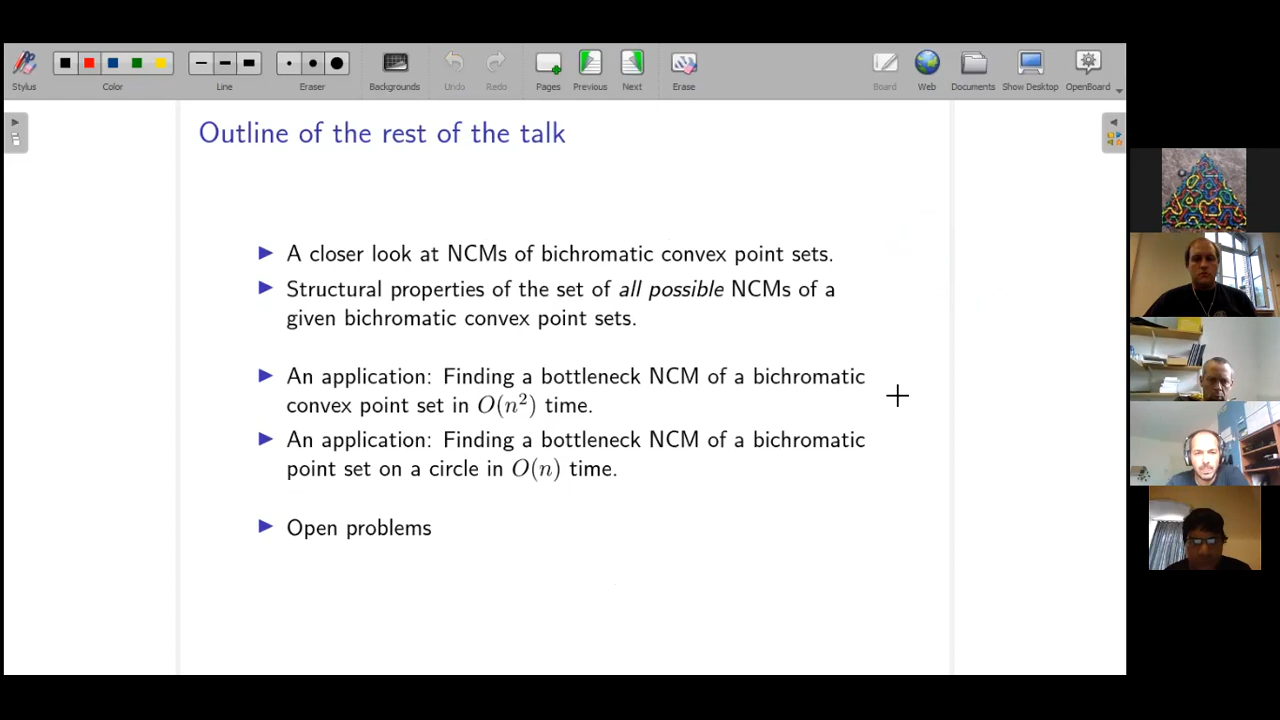 Stylus
Color
Line
Eraser
Backgrounds
Undo
Redo
Pages
Previous
Next
Erase
Board
Web
Documents
Show Desktop
OpenBoard
Outline of the rest of the talk
A closer look at NCMs of bichromatic convex point sets.
Structural properties of the set of all possible NCMs of a
given bichromatic convex point sets.
An application: Finding a bottleneck NCM of a bichromatic
convex point set in O(n²) time.
An application: Finding a bottleneck NCM of a bichromatic
point set on a circle in O(n) time.
Open problems